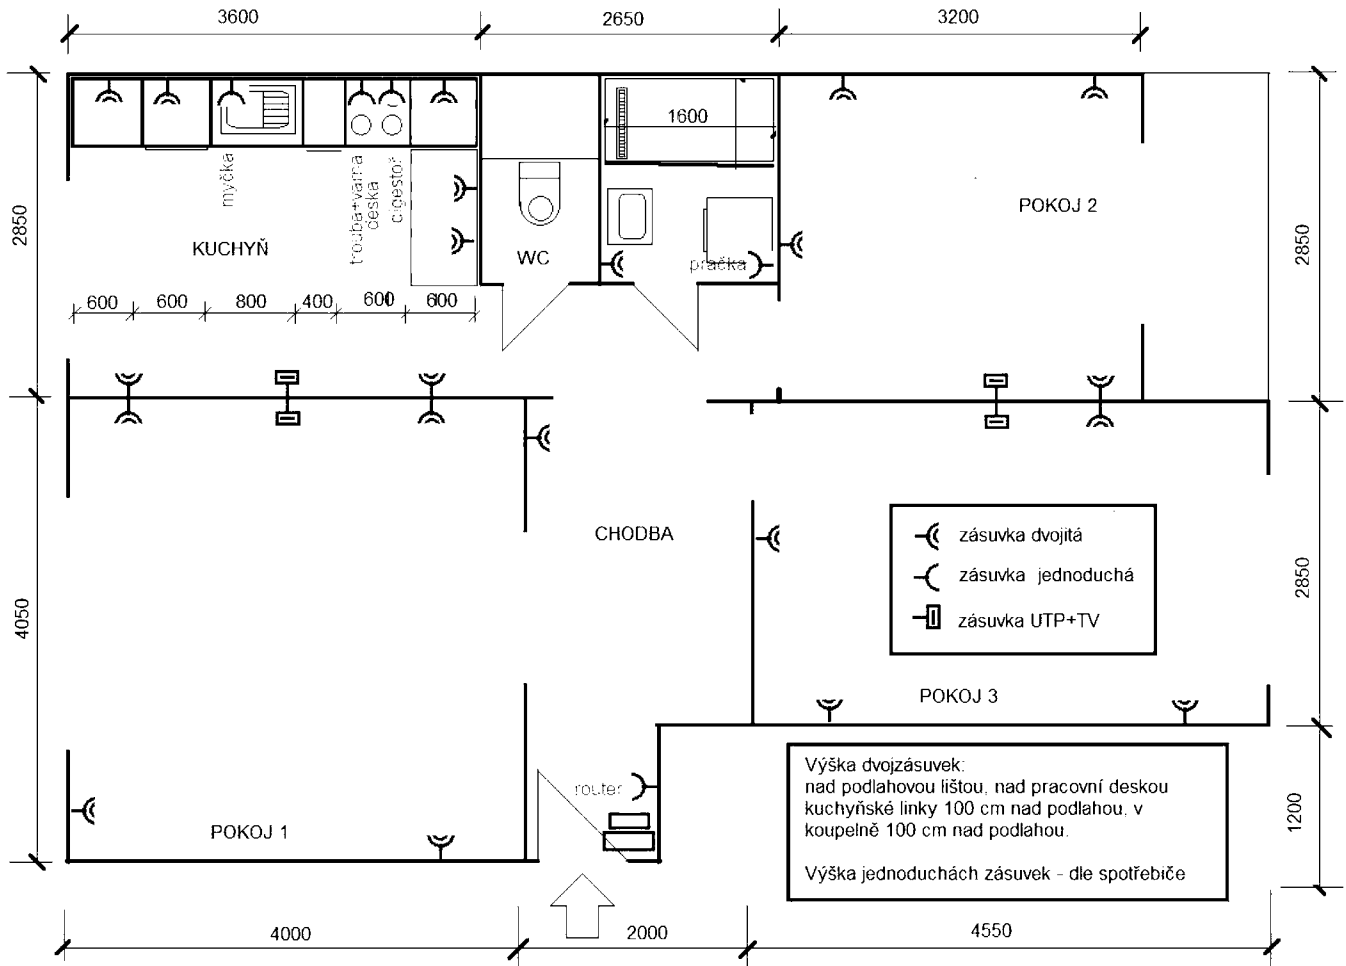 3600
2650
3200
1600
2850
myčka
trouba+varna
deska
digestoř
KUCHYŇ
WC
pračka
POKOJ 2
2850
600
600
800
400
600
600
4050
CHODBA
zásuvka dvojitá
zásuvka jednoduchá
zásuvka UTP+TV
2850
POKOJ 3
router
POKOJ 1
Výška dvojzásuvek:
nad podlahovou lištou, nad pracovní deskou
kuchyňské linky 100 cm nad podlahou, v
koupelně 100 cm nad podlahou.
Výška jednoduchách zásuvek - dle spotřebiče
1200
4000
2000
4550